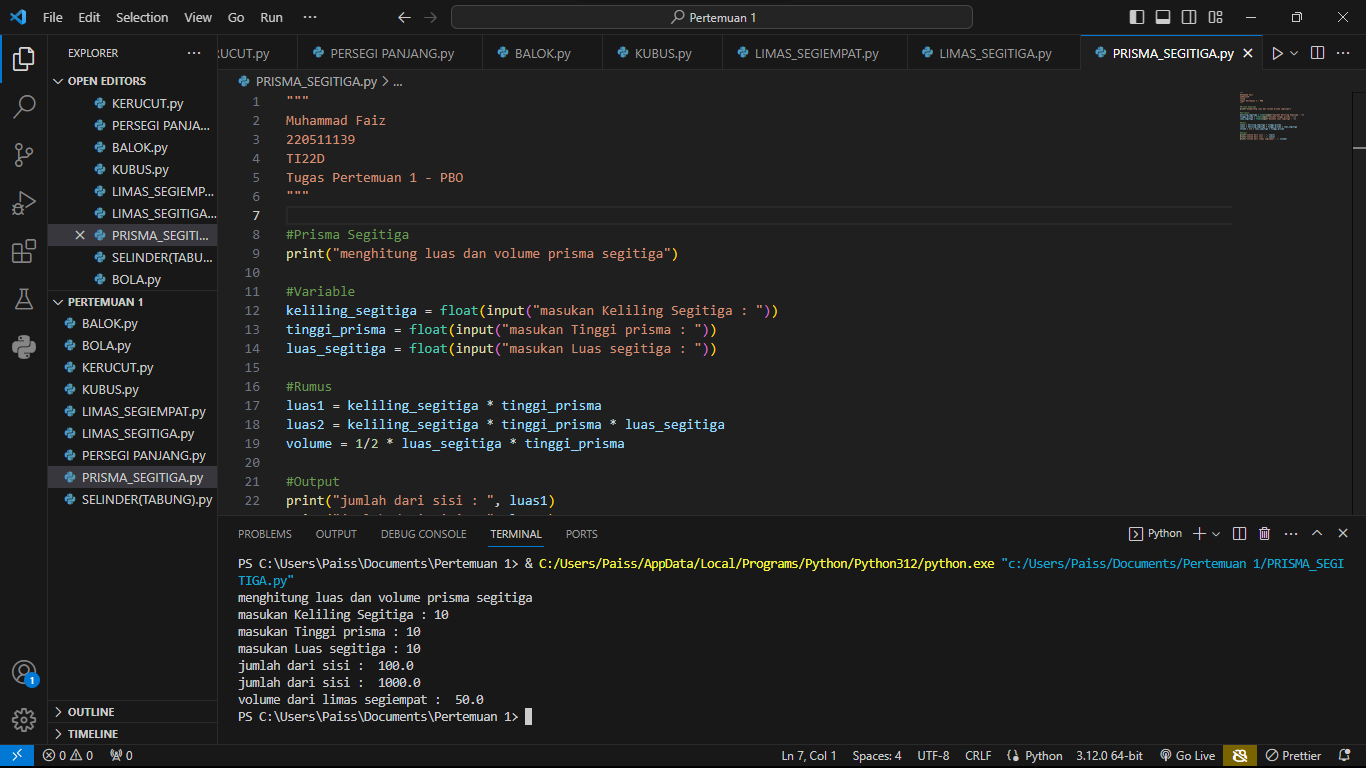 File Edit Selection View Go Run ··· Pertemuan 1
EXPLORER ···
OPEN EDITORS
KERUCUT.py
PERSEGI PANJA...
BALOK.py
KUBUS.py
LIMAS_SEGIEMP...
LIMAS_SEGITIGA...
PRISMA_SEGITI...
SELINDER(TABU...
BOLA.py
PERTEMUAN 1
BALOK.py
BOLA.py
KERUCUT.py
KUBUS.py
LIMAS_SEGIEMPAT.py
LIMAS_SEGITIGA.py
PERSEGI PANJANG.py
PRISMA_SEGITIGA.py
SELINDER(TABUNG).py
OUTLINE
TIMELINE
RUCUT.py PERSEGI PANJANG.py BALOK.py KUBUS.py LIMAS_SEGIEMPAT.py LIMAS_SEGITIGA.py PRISMA_SEGITIGA.py
PRISMA_SEGITIGA.py > ...
1 """
2 Muhammad Faiz
3 220511139
4 TI22D
5 Tugas Pertemuan 1 - PBO
6 """
7
8 #Prisma Segitiga
9 print("menghitung luas dan volume prisma segitiga")
10
11 #Variable
12 keliling_segitiga = float(input("masukan Keliling Segitiga : "))
13 tinggi_prisma = float(input("masukan Tinggi prisma : "))
14 luas_segitiga = float(input("masukan Luas segitiga : "))
15
16 #Rumus
17 luas1 = keliling_segitiga * tinggi_prisma
18 luas2 = keliling_segitiga * tinggi_prisma * luas_segitiga
19 volume = 1/2 * luas_segitiga * tinggi_prisma
20
21 #Output
22 print("jumlah dari sisi : ", luas1)
PROBLEMS OUTPUT DEBUG CONSOLE TERMINAL PORTS Python
PS C:\Users\Paiss\Documents\Pertemuan 1> & C:/Users/Paiss/AppData/Local/Programs/Python/Python312/python.exe "c:/Users/Paiss/Documents/Pertemuan 1/PRISMA_SEGI
TIGA.py"
menghitung luas dan volume prisma segitiga
masukan Keliling Segitiga : 10
masukan Tinggi prisma : 10
masukan Luas segitiga : 10
jumlah dari sisi :  100.0
jumlah dari sisi :  1000.0
volume dari limas segiempat :  50.0
PS C:\Users\Paiss\Documents\Pertemuan 1>
1
0 0 0 Ln 7, Col 1 Spaces: 4 UTF-8 CRLF Python 3.12.0 64-bit Go Live Prettier